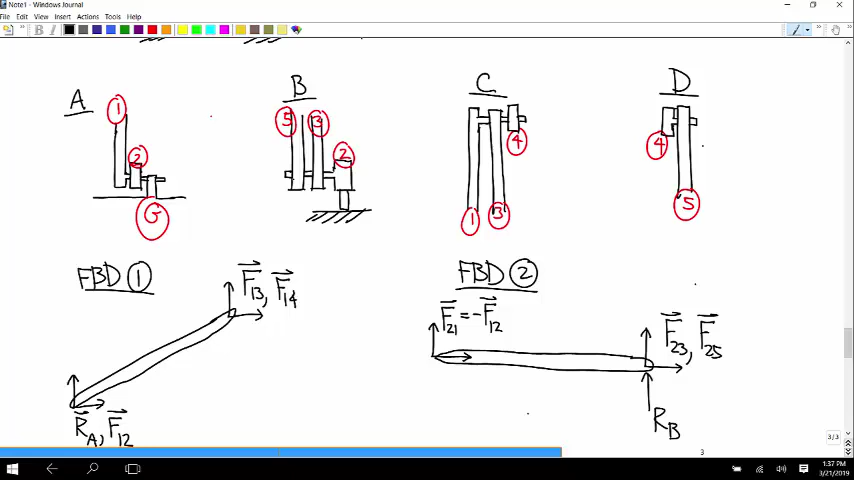 Note1 - Windows Journal
File Edit View Insert Actions Tools Help
B I
A B C D
1 5 3 4
2 2 4
G 1 3 5
FBD 1 FBD 2
F13, F14 F21 = -F12
F23, F25
RA, F12 RB
3 3/3
1:37 PM
3/21/2019